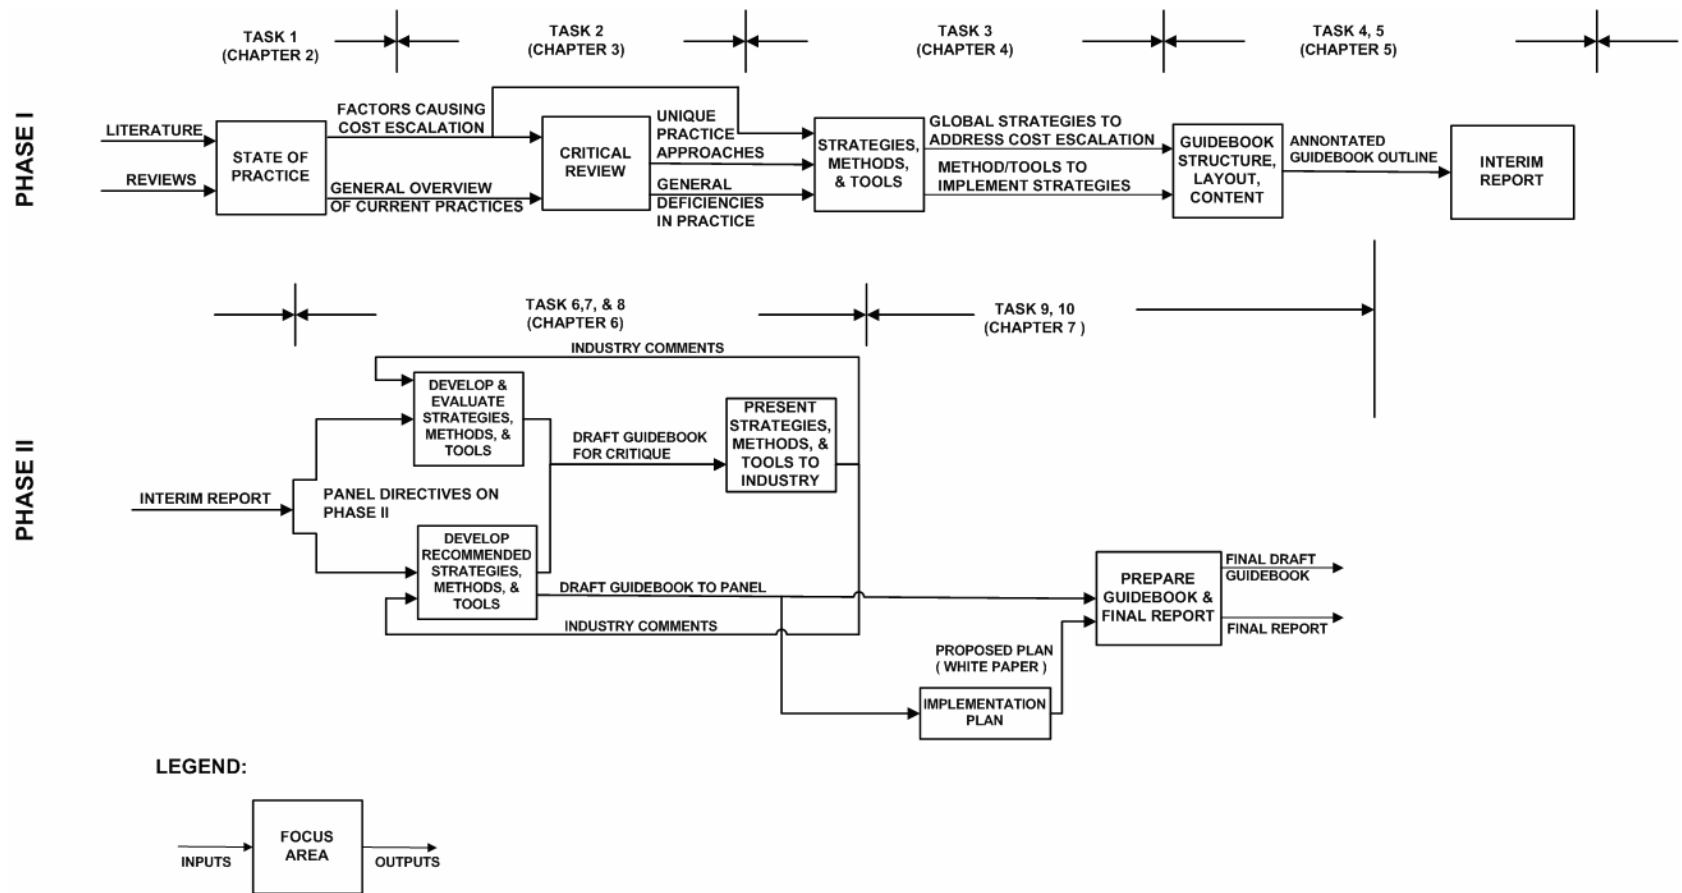 TASK 1
(CHAPTER 2)
TASK 2
(CHAPTER 3)
TASK 3
(CHAPTER 4)
TASK 4, 5
(CHAPTER 5)
PHASE I
LITERATURE
REVIEWS
STATE OF
PRACTICE
FACTORS CAUSING
COST ESCALATION
GENERAL OVERVIEW
OF CURRENT PRACTICES
CRITICAL
REVIEW
UNIQUE
PRACTICE
APPROACHES
GENERAL
DEFICIENCIES
IN PRACTICE
STRATEGIES,
METHODS,
& TOOLS
GLOBAL STRATEGIES TO
ADDRESS COST ESCALATION
METHOD/TOOLS TO
IMPLEMENT STRATEGIES
GUIDEBOOK
STRUCTURE,
LAYOUT,
CONTENT
ANNONTATED
GUIDEBOOK OUTLINE
INTERIM
REPORT
TASK 6,7, & 8
(CHAPTER 6)
TASK 9, 10
(CHAPTER 7 )
PHASE II
INDUSTRY COMMENTS
DEVELOP &
EVALUATE
STRATEGIES,
METHODS, &
TOOLS
INTERIM REPORT
PANEL DIRECTIVES ON
PHASE II
DRAFT GUIDEBOOK
FOR CRITIQUE
PRESENT
STRATEGIES,
METHODS, &
TOOLS TO
INDUSTRY
DEVELOP
RECOMMENDED
STRATEGIES,
METHODS, &
TOOLS
DRAFT GUIDEBOOK TO PANEL
INDUSTRY COMMENTS
PROPOSED PLAN
( WHITE PAPER )
IMPLEMENTATION
PLAN
PREPARE
GUIDEBOOK &
FINAL REPORT
FINAL DRAFT
GUIDEBOOK
FINAL REPORT
LEGEND:
INPUTS
FOCUS
AREA
OUTPUTS